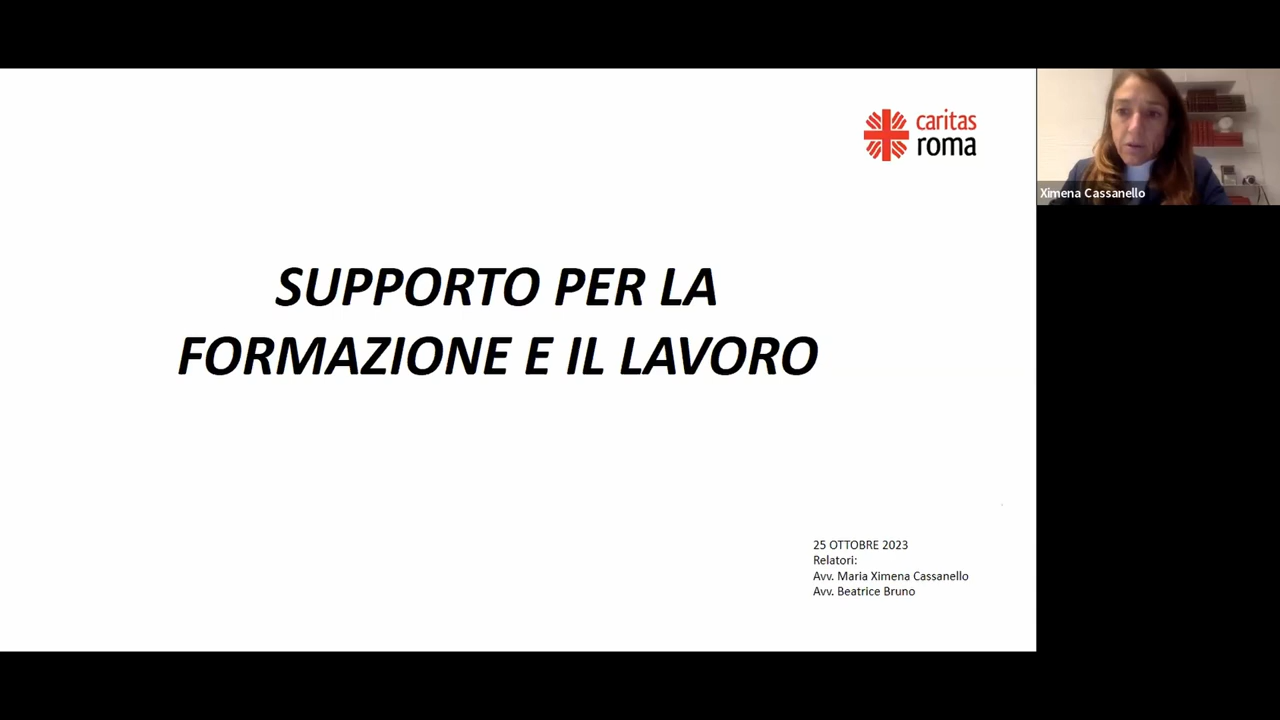 caritas
roma
Ximena Cassanello
SUPPORTO PER LA
FORMAZIONE E IL LAVORO
25 OTTOBRE 2023
Relatori:
Avv. Maria Ximena Cassanello
Avv. Beatrice Bruno